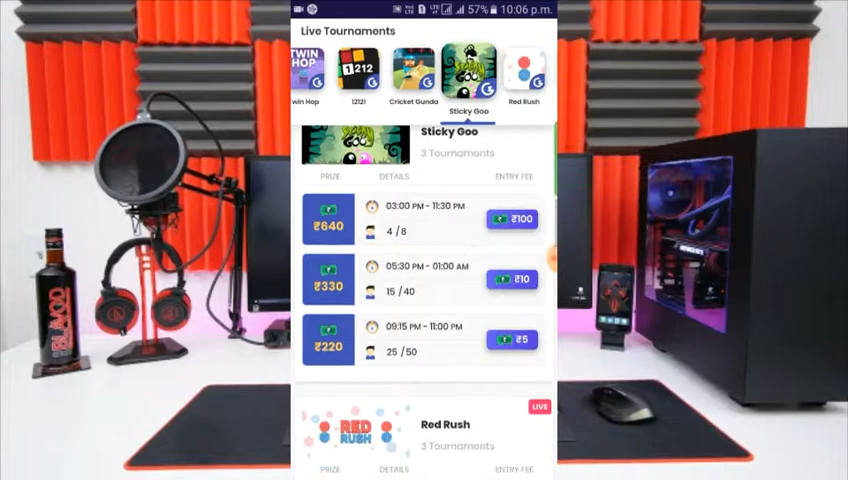 57% 10:06 p.m.
Live Tournaments
TWIN
HOP
1 212
win Hop
12121
Cricket Gunda
Sticky Goo
Red Rush
Sticky Goo
3 Tournaments
PRIZE DETAILS ENTRY FEE
₹640
03:00 PM - 11:30 PM
4 / 8
₹100
₹330
05:30 PM - 01:00 AM
15 / 40
₹10
₹220
09:15 PM - 11:00 PM
25 / 50
₹5
LIVE
RED
RUSH
Red Rush
3 Tournaments
PRIZE DETAILS ENTRY FEE
BLAVOD